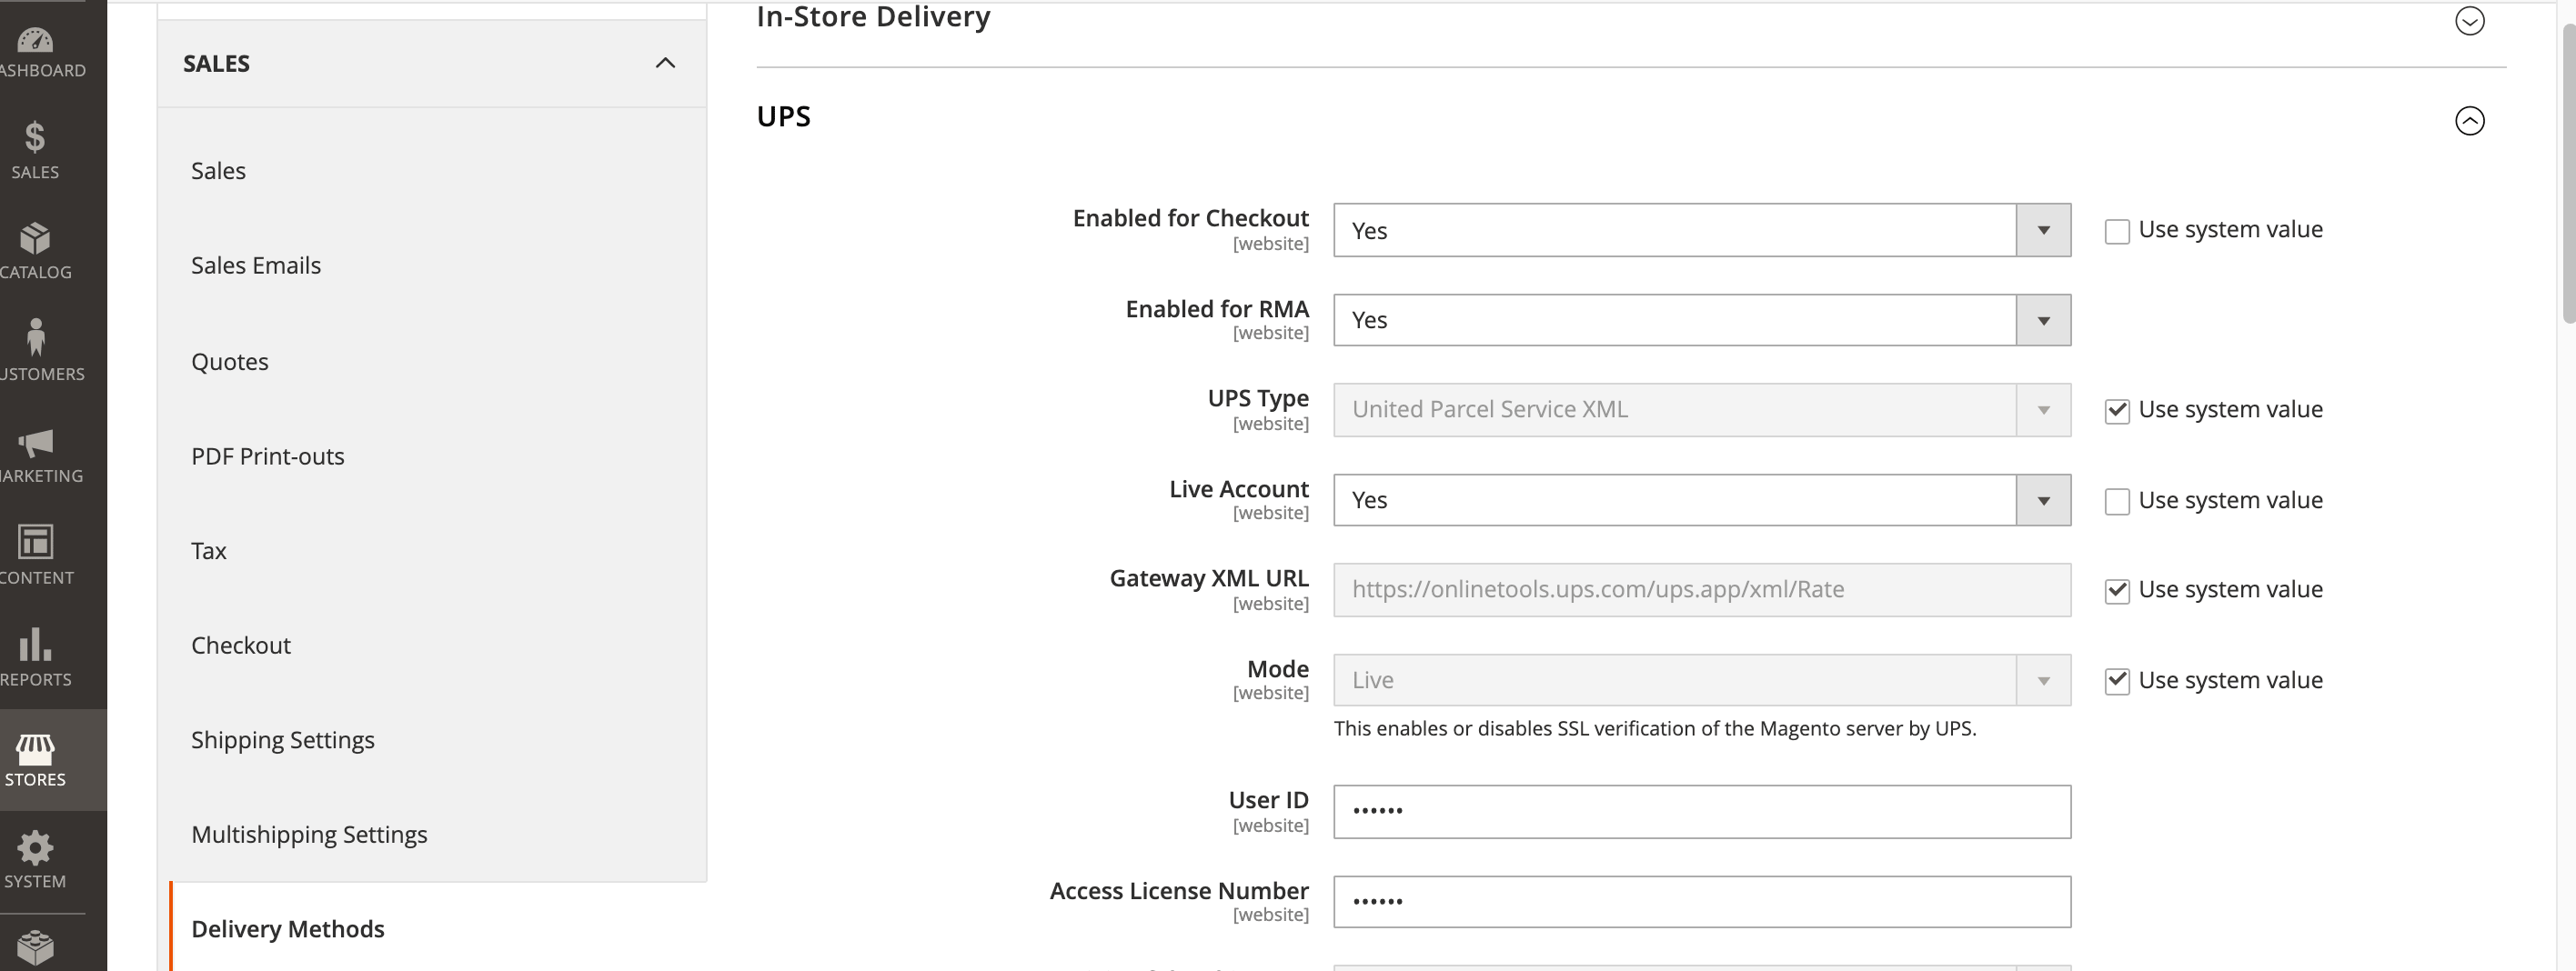 ASHBOARD
SALES
CATALOG
USTOMERS
MARKETING
CONTENT
REPORTS
STORES
SYSTEM
SALES
Sales
Sales Emails
Quotes
PDF Print-outs
Tax
Checkout
Shipping Settings
Multishipping Settings
Delivery Methods
In-Store Delivery
UPS
Enabled for Checkout
[website]
Yes
Use system value
Enabled for RMA
[website]
Yes
UPS Type
[website]
United Parcel Service XML
Use system value
Live Account
[website]
Yes
Use system value
Gateway XML URL
[website]
https://onlinetools.ups.com/ups.app/xml/Rate
Use system value
Mode
[website]
Live
Use system value
This enables or disables SSL verification of the Magento server by UPS.
User ID
[website]
••••••
Access License Number
[website]
••••••